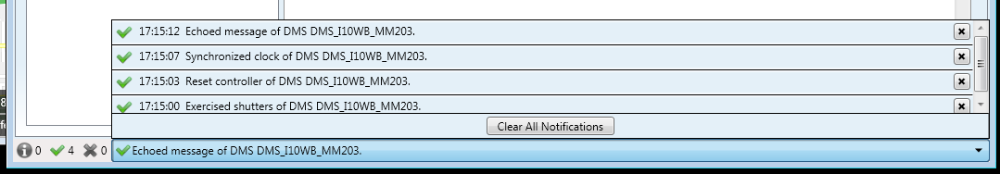 17:15:12 Echoed message of DMS DMS_I10WB_MM203.
17:15:07 Synchronized clock of DMS DMS_I10WB_MM203.
17:15:03 Reset controller of DMS DMS_I10WB_MM203.
17:15:00 Exercised shutters of DMS DMS_I10WB_MM203.
Clear All Notifications
0 4 0 Echoed message of DMS DMS_I10WB_MM203.